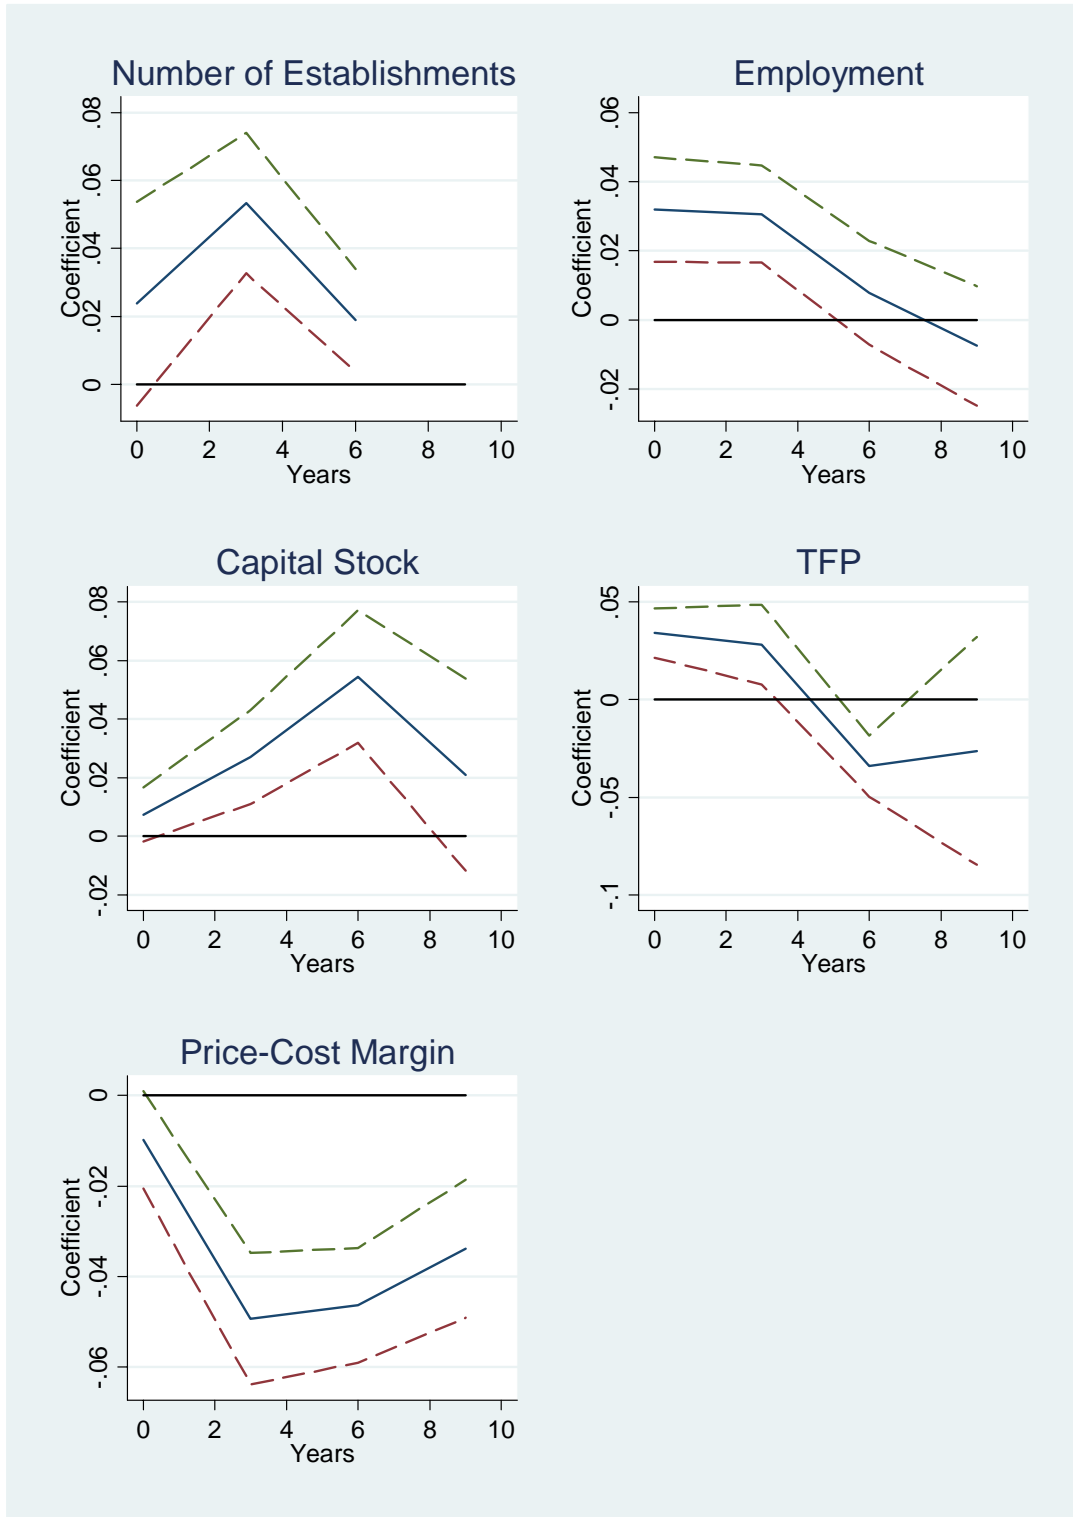 Number of Establishments
Coefficient
.08
.06
.04
.02
0
0 2 4 6 8 10
Years
Employment
Coefficient
.06
.04
.02
0
-.02
0 2 4 6 8 10
Years
Capital Stock
Coefficient
.08
.06
.04
.02
0
-.02
0 2 4 6 8 10
Years
TFP
Coefficient
.05
0
-.05
-.1
0 2 4 6 8 10
Years
Price-Cost Margin
Coefficient
0
-.02
-.04
-.06
0 2 4 6 8 10
Years